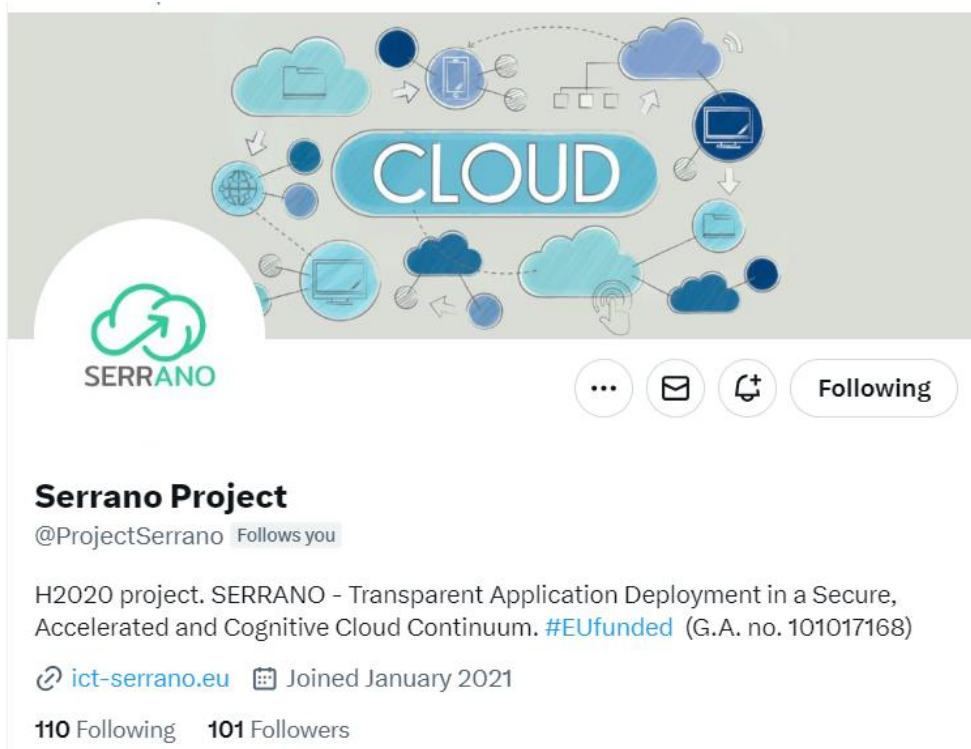 CLOUD
SERRANO
Following
Serrano Project
@ProjectSerrano Follows you
H2020 project. SERRANO - Transparent Application Deployment in a Secure,
Accelerated and Cognitive Cloud Continuum. #EUfunded (G.A. no. 101017168)
ict-serrano.eu Joined January 2021
110 Following 101 Followers